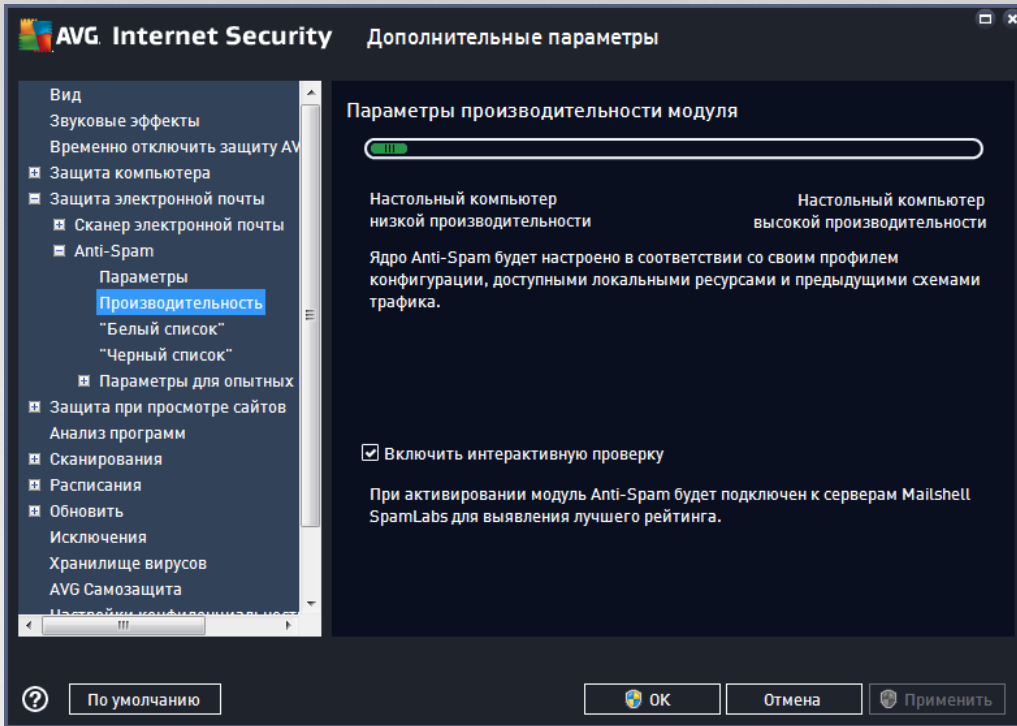 AVG. Internet Security Дополнительные параметры
Вид
Звуковые эффекты
Временно отключить защиту AV
Защита компьютера
Защита электронной почты
Сканер электронной почты
Anti-Spam
Параметры
Производительность
"Белый список"
"Черный список"
Параметры для опытных
Защита при просмотре сайтов
Анализ программ
Сканирования
Расписания
Обновить
Исключения
Хранилище вирусов
AVG Самозащита
Настройки конфиденциальност
Параметры производительности модуля
Настольный компьютер
низкой производительности
Настольный компьютер
высокой производительности
Ядро Anti-Spam будет настроено в соответствии со своим профилем
конфигурации, доступными локальными ресурсами и предыдущими схемами
трафика.
Включить интерактивную проверку
При активировании модуль Anti-Spam будет подключен к серверам Mailshell
SpamLabs для выявления лучшего рейтинга.
? По умолчанию OK Отмена Применить